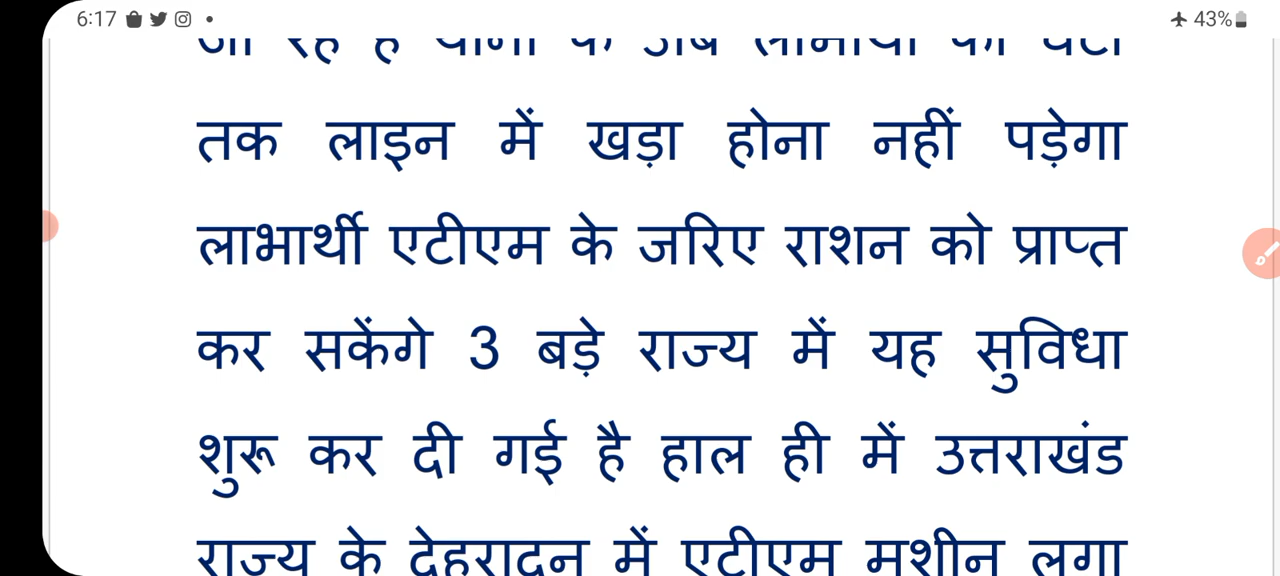 6:17 43%
तक लाइन में खड़ा होना नहीं पड़ेगा
लाभार्थी एटीएम के जरिए राशन को प्राप्त
कर सकेंगे 3 बड़े राज्य में यह सुविधा
शुरू कर दी गई है हाल ही में उत्तराखंड
राज्य के देहरादून में एटीएम मशीन लगा